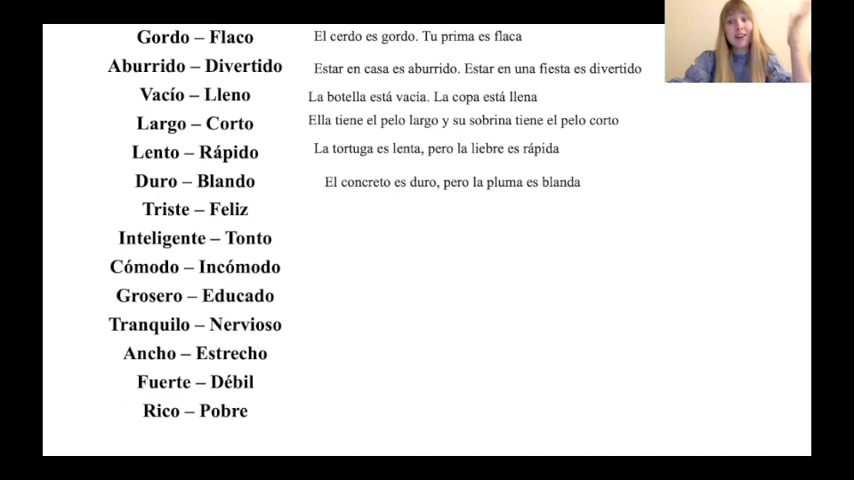 Gordo – Flaco El cerdo es gordo. Tu prima es flaca
Aburrido – Divertido Estar en casa es aburrido. Estar en una fiesta es divertido
Vacío – Lleno La botella está vacía. La copa está llena
Largo – Corto Ella tiene el pelo largo y su sobrina tiene el pelo corto
Lento – Rápido La tortuga es lenta, pero la liebre es rápida
Duro – Blando El concreto es duro, pero la pluma es blanda
Triste – Feliz
Inteligente – Tonto
Cómodo – Incómodo
Grosero – Educado
Tranquilo – Nervioso
Ancho – Estrecho
Fuerte – Débil
Rico – Pobre